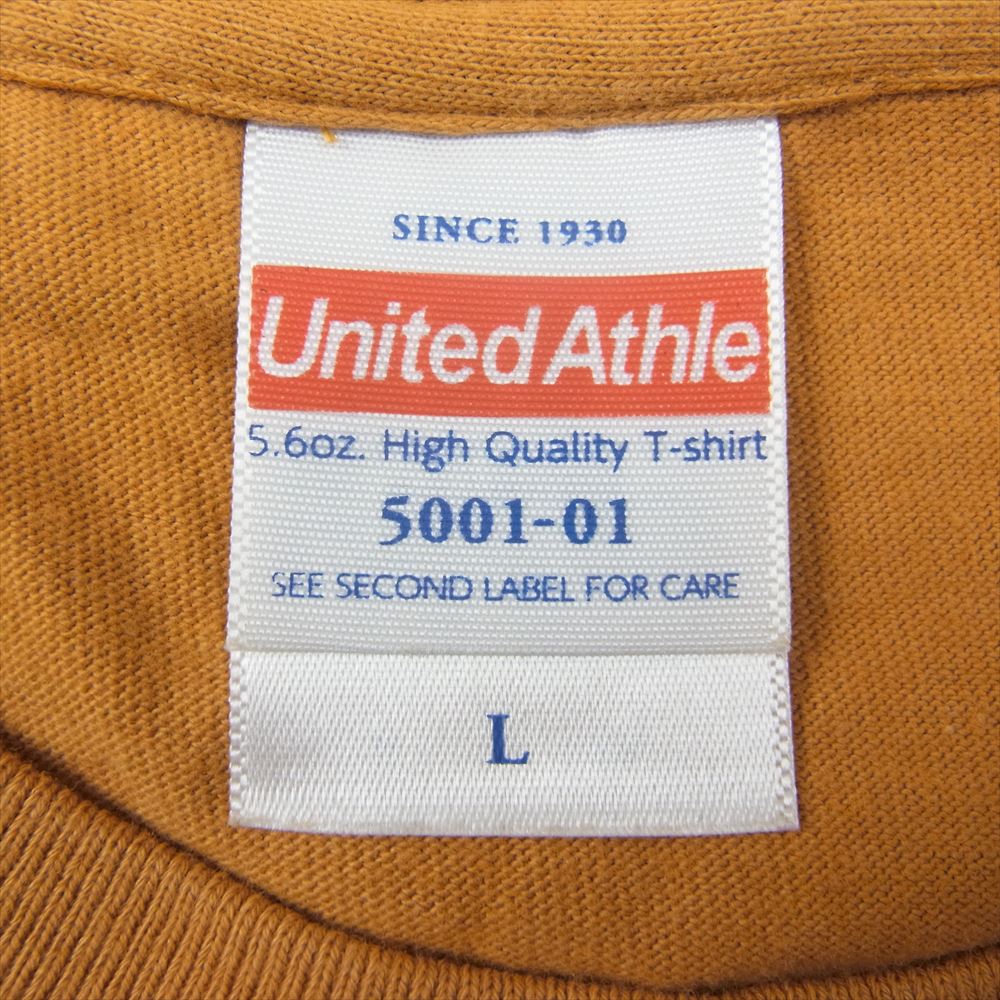 SINCE 1930
United Athle
5.6oz. High Quality T-shirt
5001-01
SEE SECOND LABEL FOR CARE
L